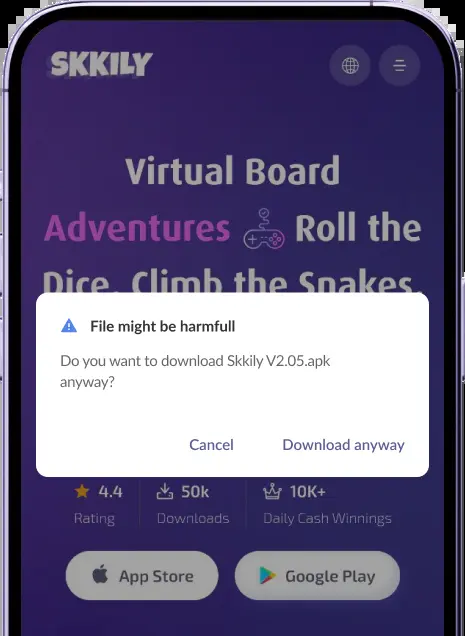 SKKILY
Virtual Board
Adventures Roll the
Dice, Climb the Snakes,
File might be harmfull
Do you want to download Skkily V2.05.apk
anyway?
Cancel Download anyway
4.4 50k 10K+
Rating Downloads Daily Cash Winnings
App Store Google Play